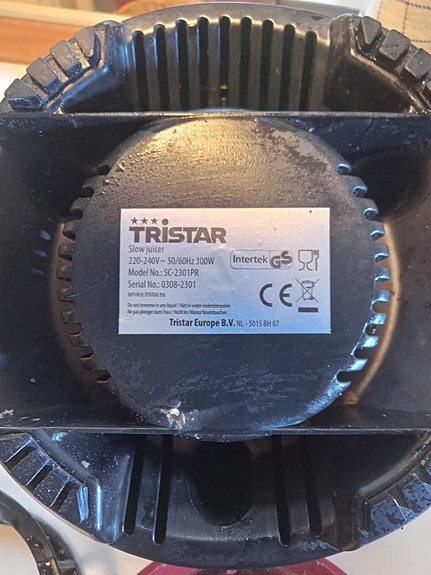 TRISTAR
Slow juicer
220-240V~ 50/60Hz 300W
Model No.: SC-2301PR
Serial No.: 0308-2301
service.tristar.eu
Intertek GS
CE
Do not immerse in any liquid / Niet in water onderdompelen
Ne pas plonger dans l'eau / Nicht ins Wasser eintauchen.
Tristar Europe B.V. NL - 5015 BH 87